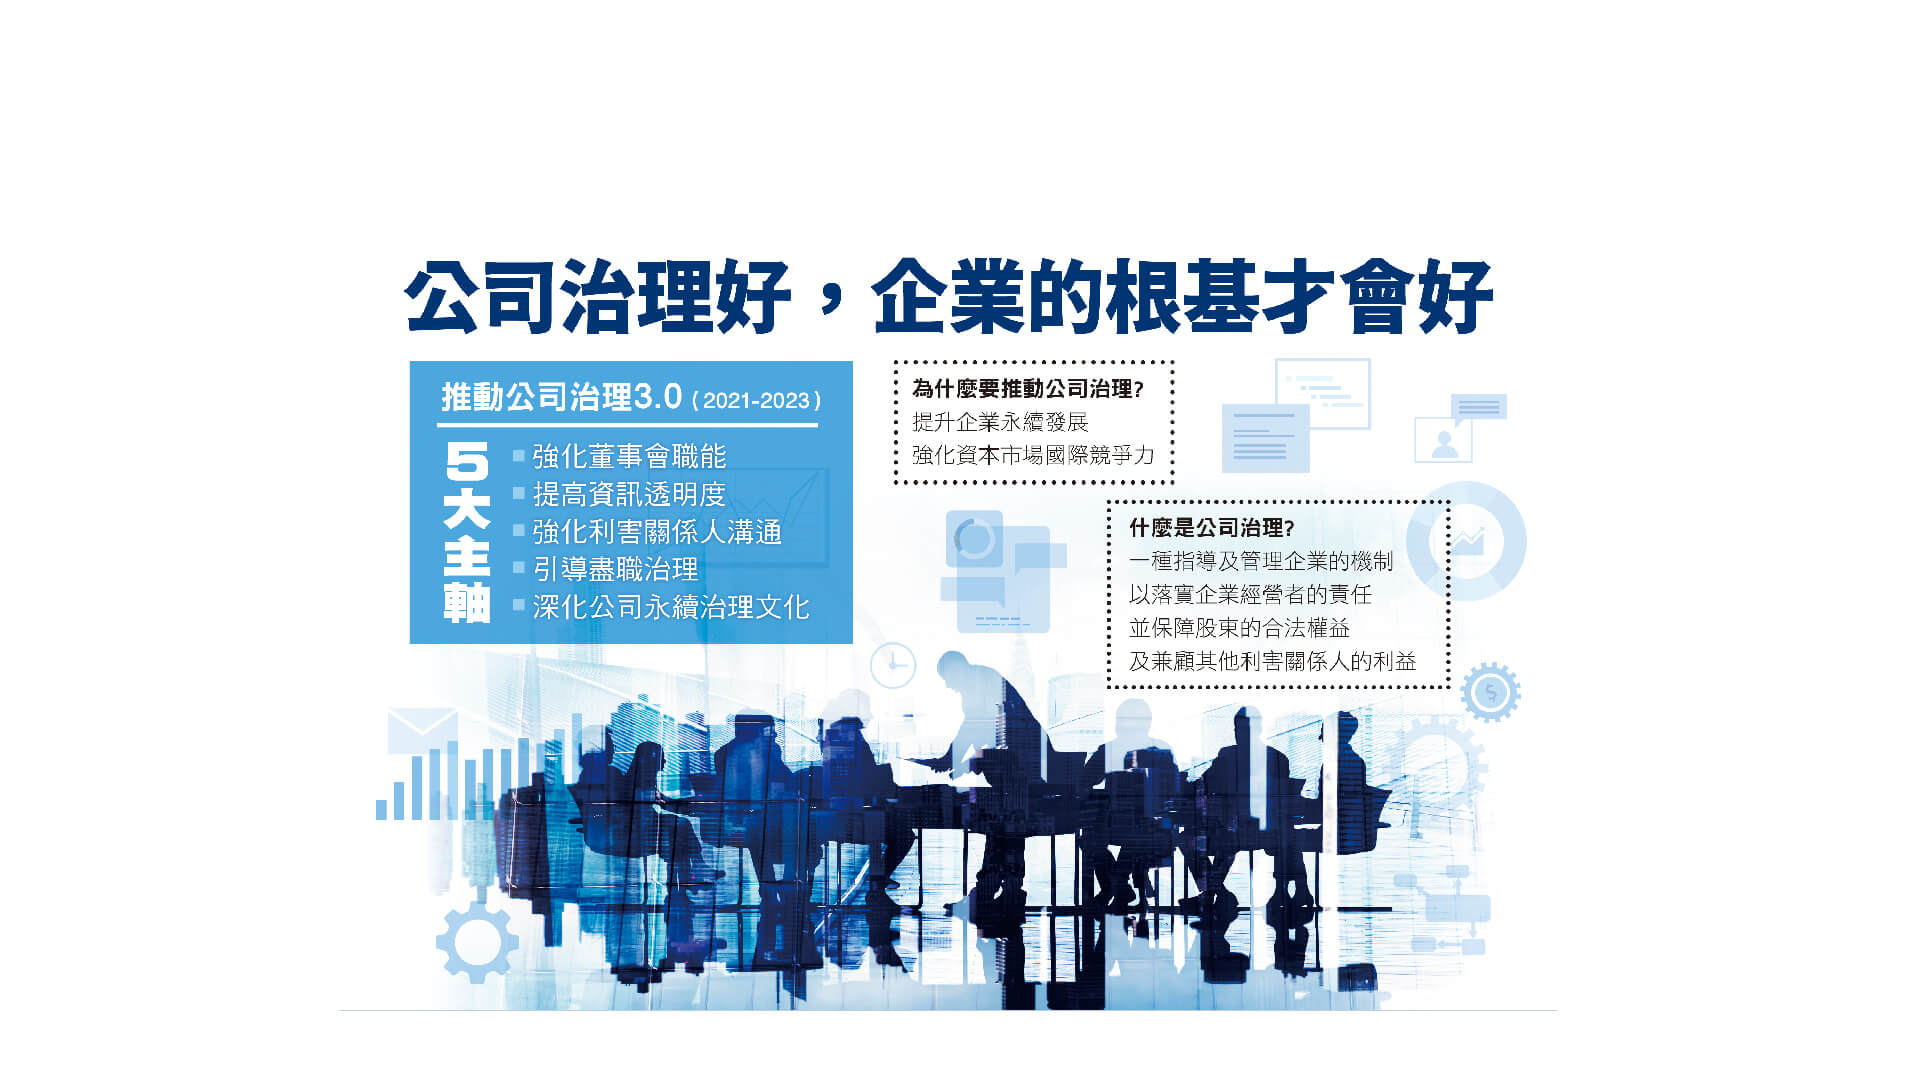 公司治理好，企業的根基才會好
推動公司治理3.0（2021-2023）
5大主軸
強化董事會職能
提高資訊透明度
強化利害關係人溝通
引導盡職治理
深化公司永續治理文化
為什麼要推動公司治理?
提升企業永續發展
強化資本市場國際競爭力
什麼是公司治理?
一種指導及管理企業的機制
以落實企業經營者的責任
並保障股東的合法權益
及兼顧其他利害關係人的利益